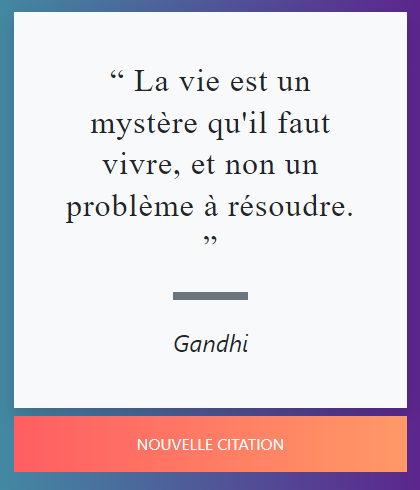 “ La vie est un
mystère qu'il faut
vivre, et non un
problème à résoudre.
”
Gandhi
NOUVELLE CITATION